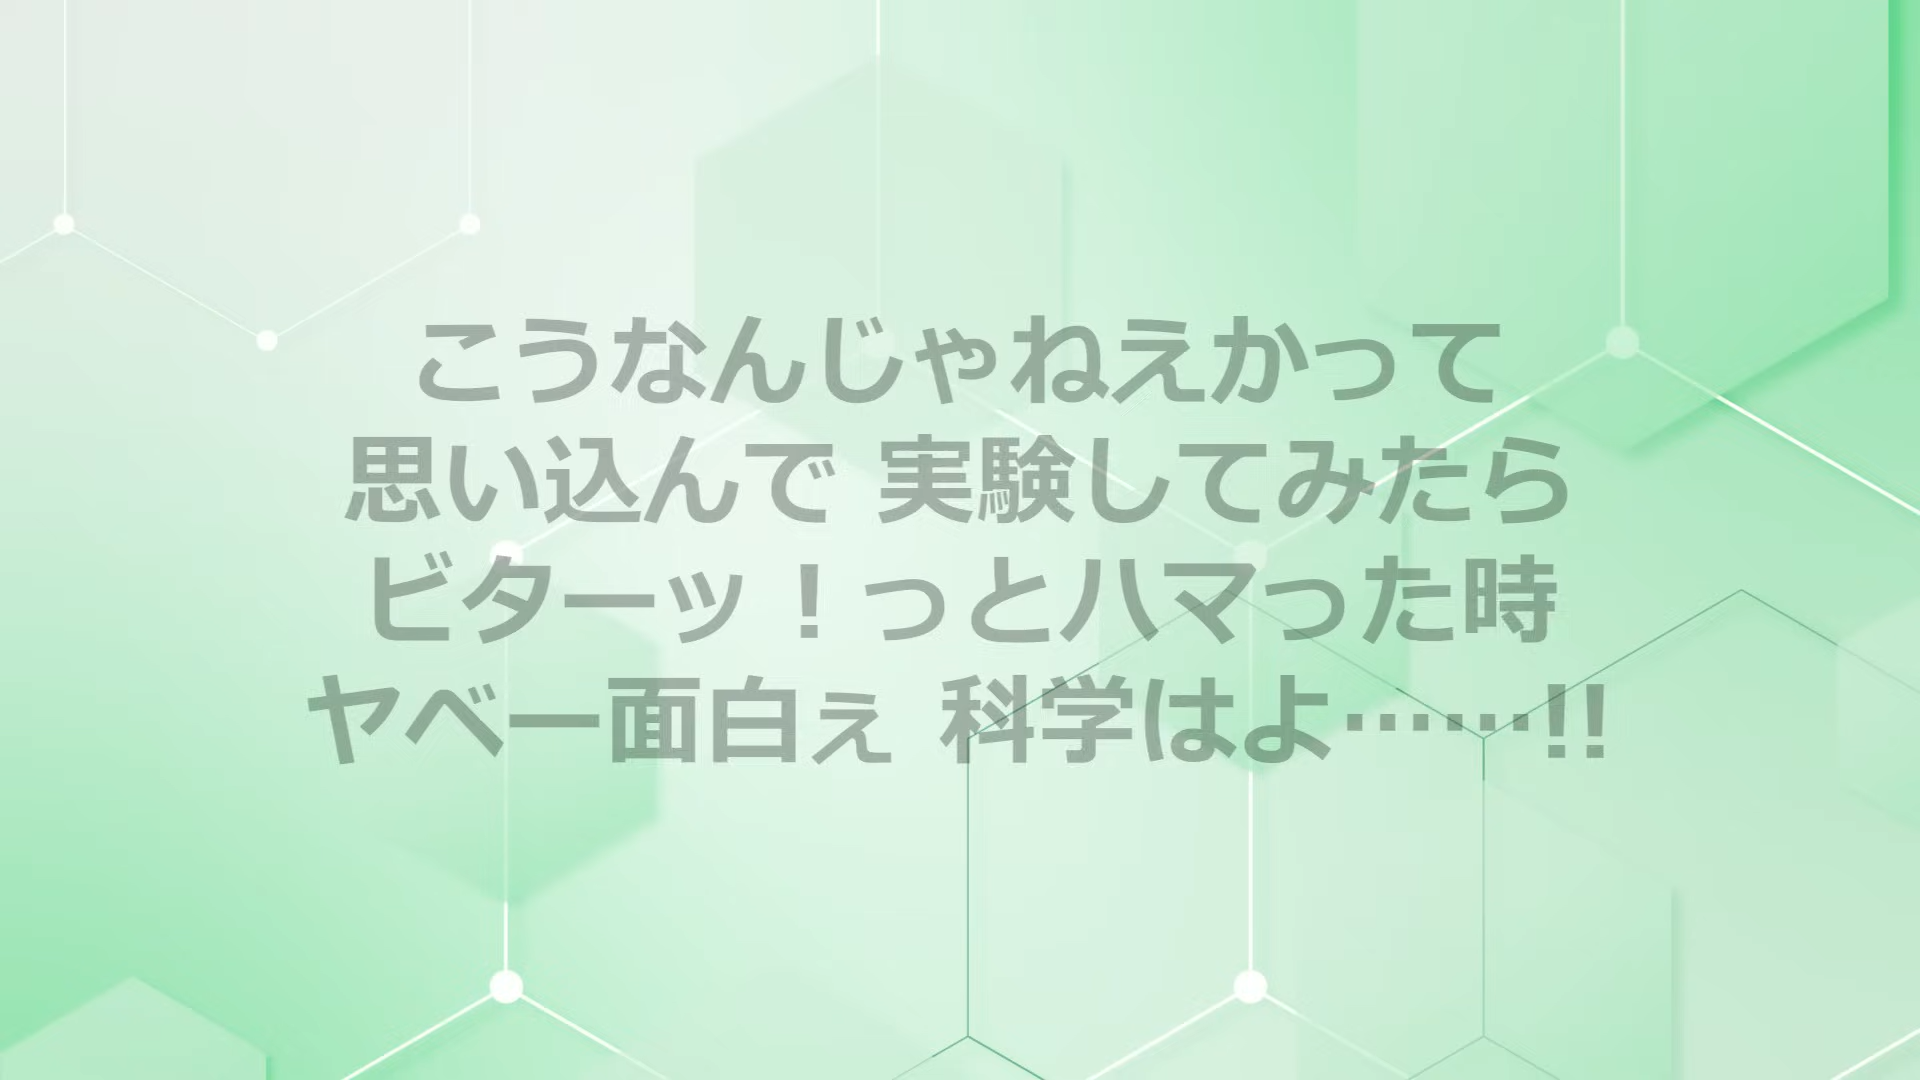 こうなんじゃねえかって
思い込んで 実験してみたら
ビターッ！っとハマった時
ヤベー面白ぇ 科学はよ……!!